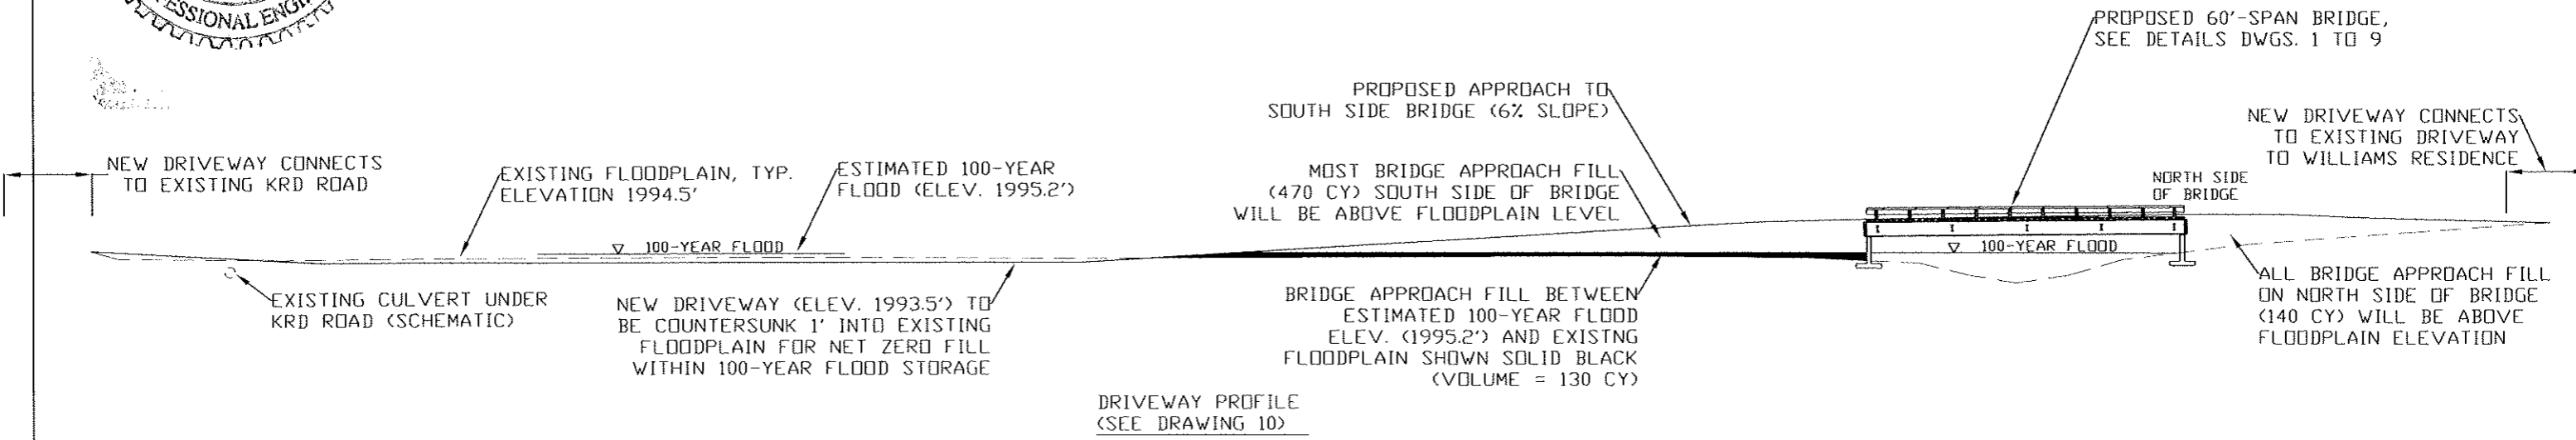 PROPOSED 60'-SPAN BRIDGE,
SEE DETAILS DWGS. 1 TO 9
PROPOSED APPROACH TO
SOUTH SIDE BRIDGE (6% SLOPE)
NEW DRIVEWAY CONNECTS
TO EXISTING DRIVEWAY
TO WILLIAMS RESIDENCE
NEW DRIVEWAY CONNECTS
TO EXISTING KRD ROAD
EXISTING FLOODPLAIN, TYP.
ELEVATION 1994.5'
ESTIMATED 100-YEAR
FLOOD (ELEV. 1995.2')
MOST BRIDGE APPROACH FILL
(470 CY) SOUTH SIDE OF BRIDGE
WILL BE ABOVE FLOODPLAIN LEVEL
NORTH SIDE
OF BRIDGE
100-YEAR FLOOD
100-YEAR FLOOD
EXISTING CULVERT UNDER
KRD ROAD (SCHEMATIC)
NEW DRIVEWAY (ELEV. 1993.5') TO
BE COUNTERSUNK 1' INTO EXISTING
FLOODPLAIN FOR NET ZERO FILL
WITHIN 100-YEAR FLOOD STORAGE
BRIDGE APPROACH FILL BETWEEN
ESTIMATED 100-YEAR FLOOD
ELEV. (1995.2') AND EXISTNG
FLOODPLAIN SHOWN SOLID BLACK
(VOLUME = 130 CY)
ALL BRIDGE APPROACH FILL
ON NORTH SIDE OF BRIDGE
(140 CY) WILL BE ABOVE
FLOODPLAIN ELEVATION
DRIVEWAY PROFILE
(SEE DRAWING 10)